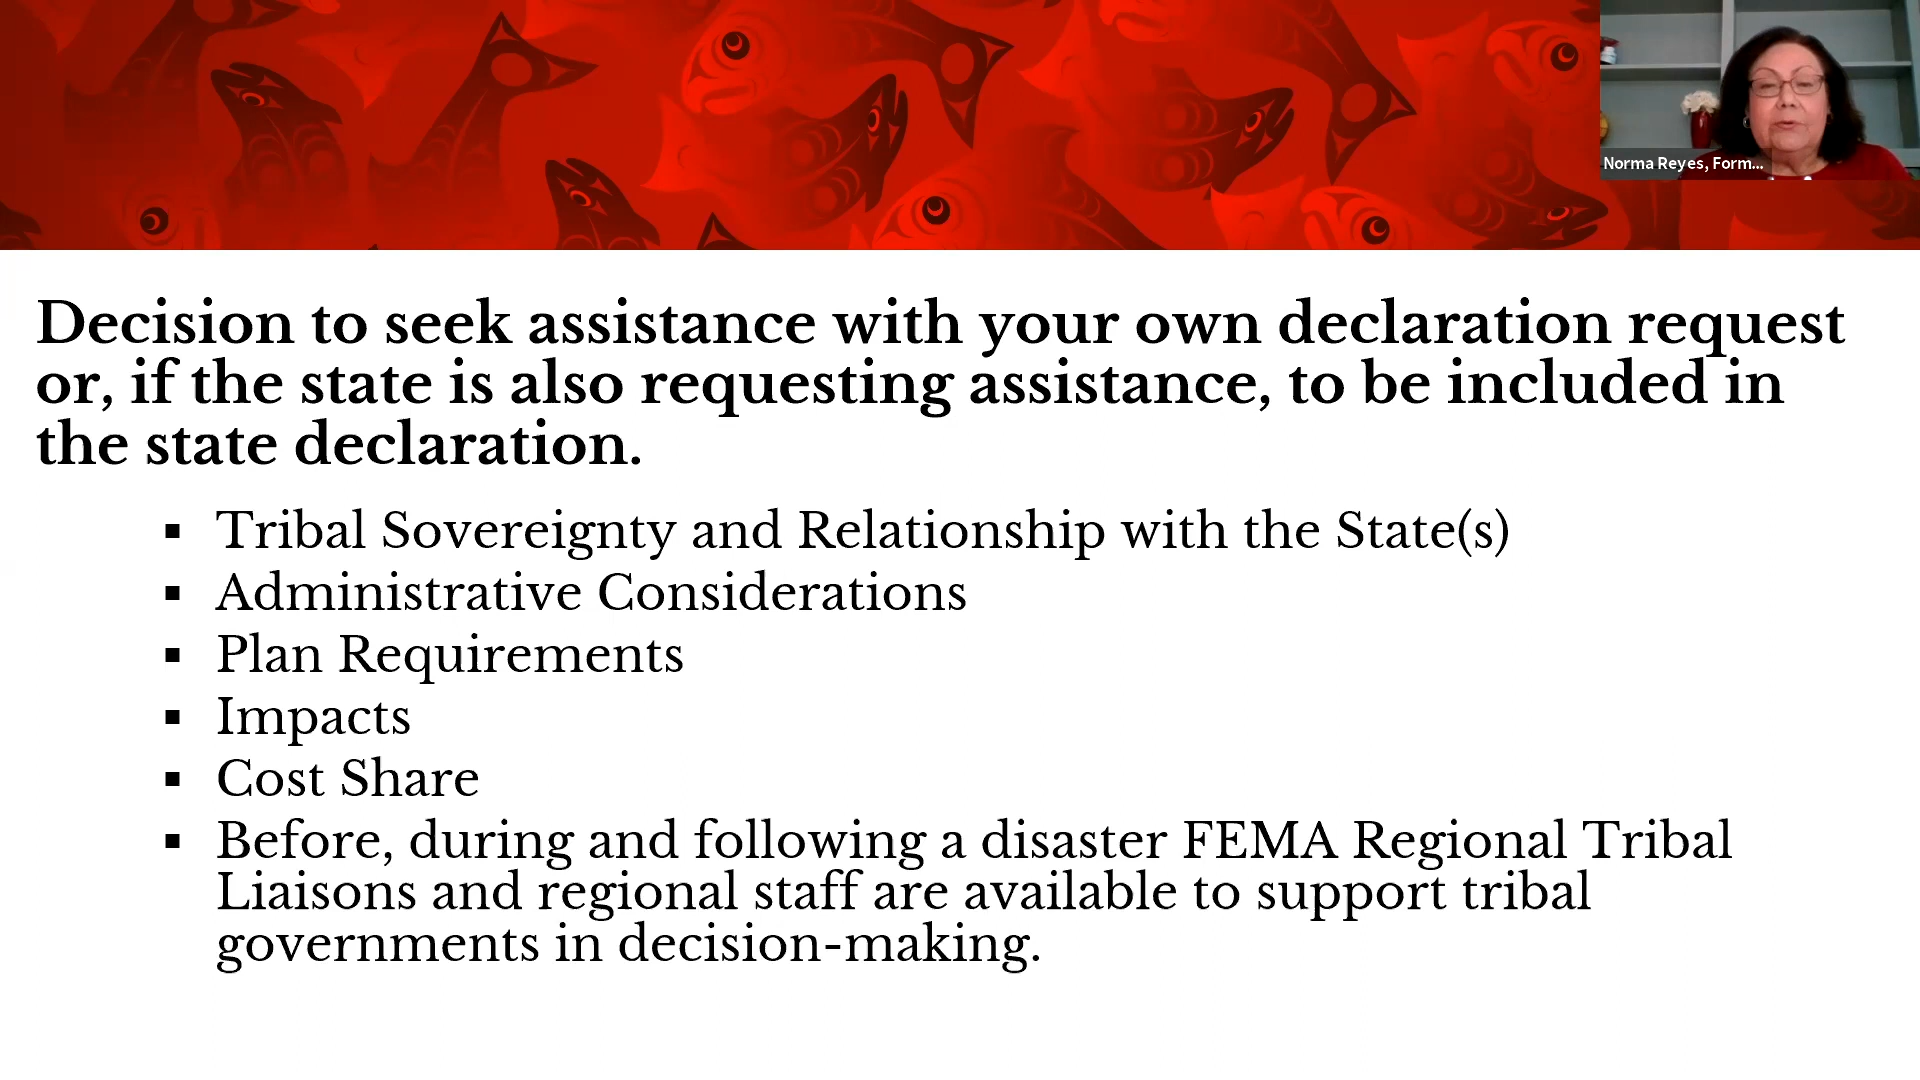 Norma Reyes, Form...
Decision to seek assistance with your own declaration request
or, if the state is also requesting assistance, to be included in
the state declaration.
▪ Tribal Sovereignty and Relationship with the State(s)
▪ Administrative Considerations
▪ Plan Requirements
▪ Impacts
▪ Cost Share
▪ Before, during and following a disaster FEMA Regional Tribal
Liaisons and regional staff are available to support tribal
governments in decision-making.